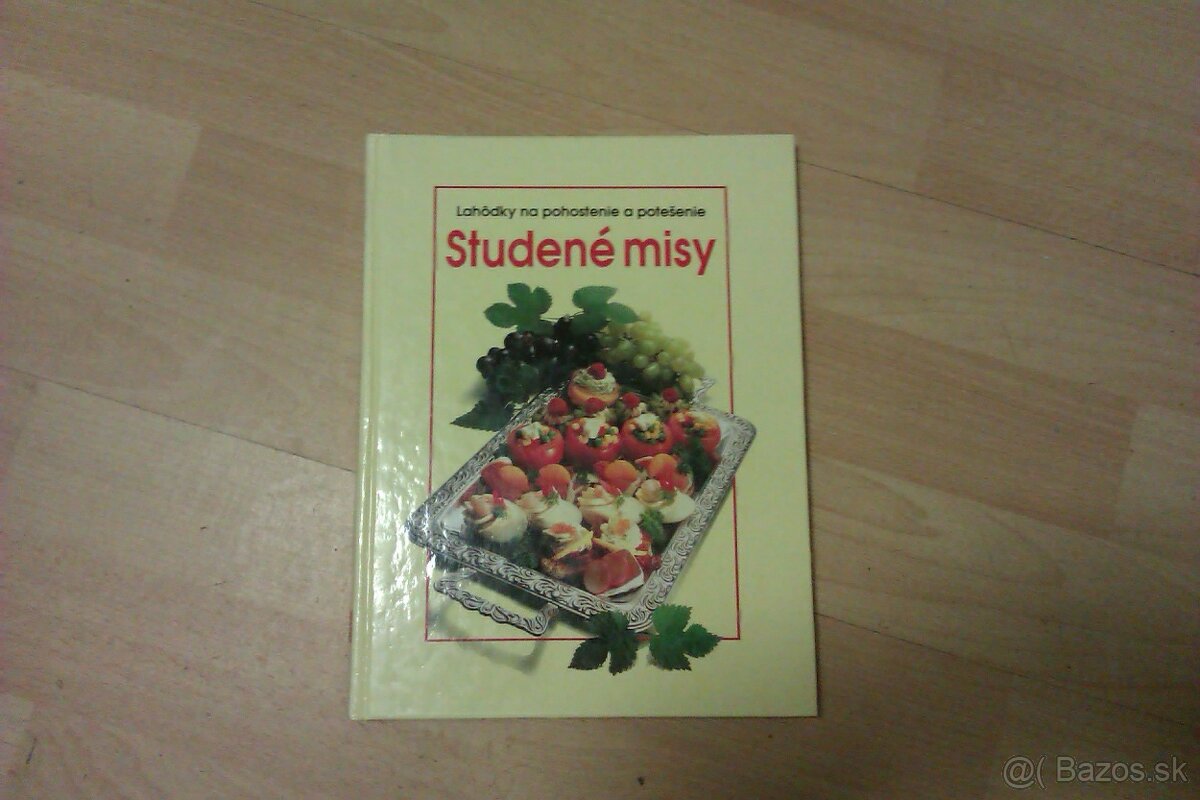 Lahôdky na pohostenie a potešenie
Studené misy
@( Bazos.sk